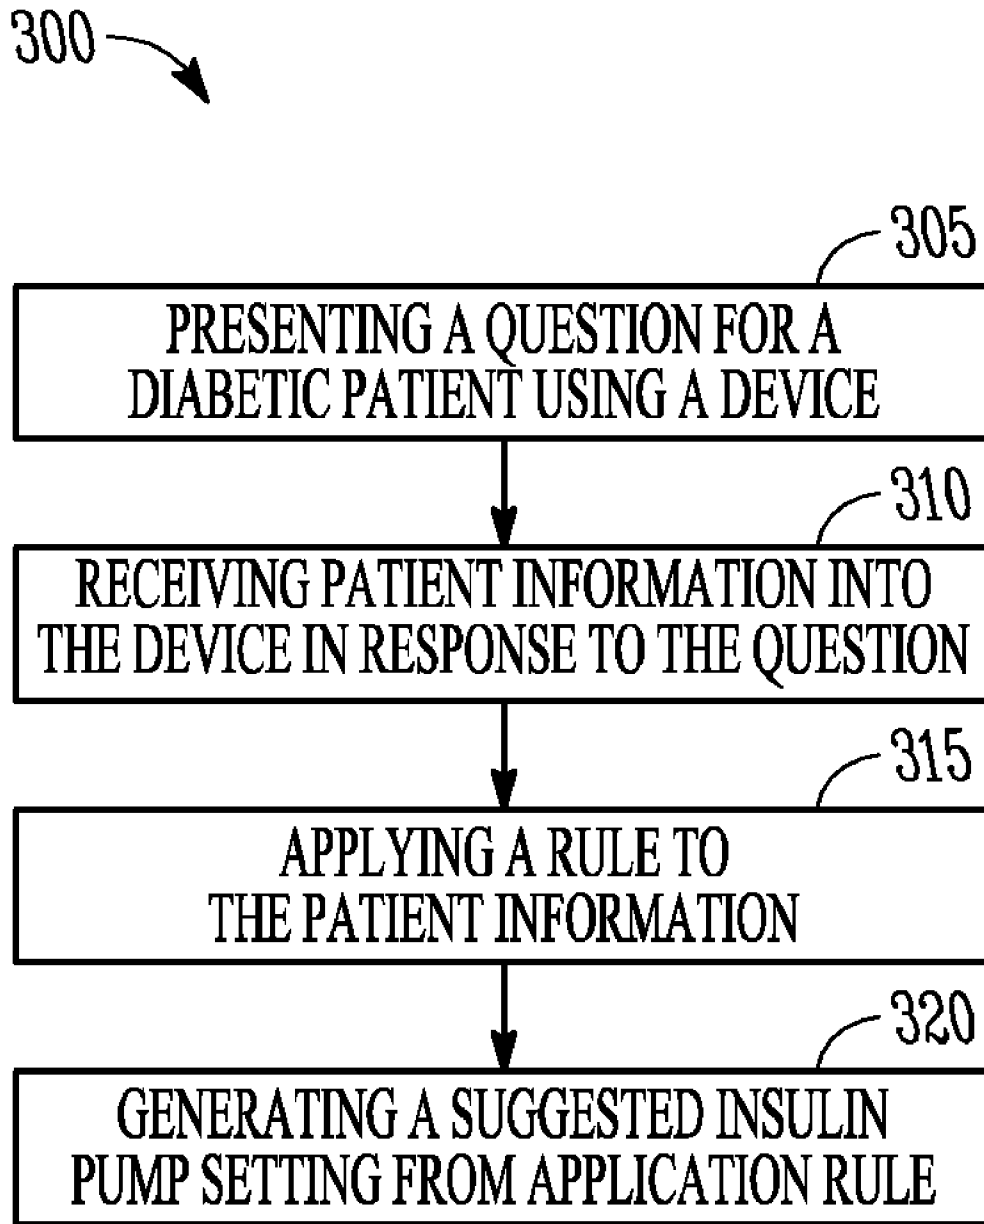 300
305
PRESENTING A QUESTION FOR A
DIABETIC PATIENT USING A DEVICE
310
RECEIVING PATIENT INFORMATION INTO
THE DEVICE IN RESPONSE TO THE QUESTION
315
APPLYING A RULE TO
THE PATIENT INFORMATION
320
GENERATING A SUGGESTED INSULIN
PUMP SETTING FROM APPLICATION RULE